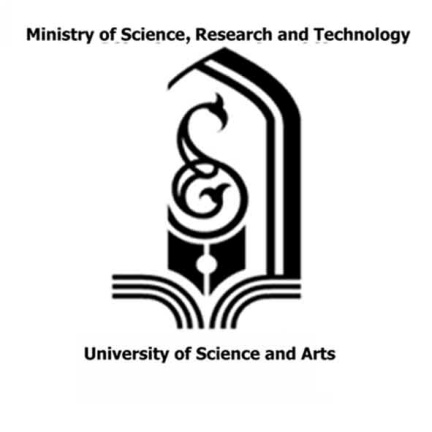 Ministry of Science, Research and Technology
University of Science and Arts